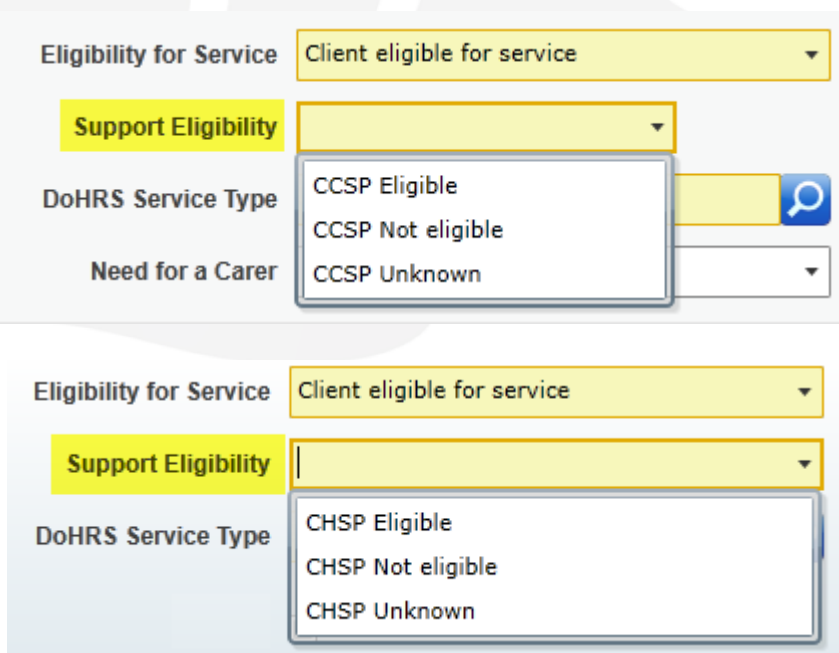 Eligibility for Service Client eligible for service
Support Eligibility
CCSP Eligible
DoHRS Service Type
CCSP Not eligible
Need for a Carer CCSP Unknown
Eligibility for Service Client eligible for service
Support Eligibility
CHSP Eligible
DoHRS Service Type
CHSP Not eligible
CHSP Unknown